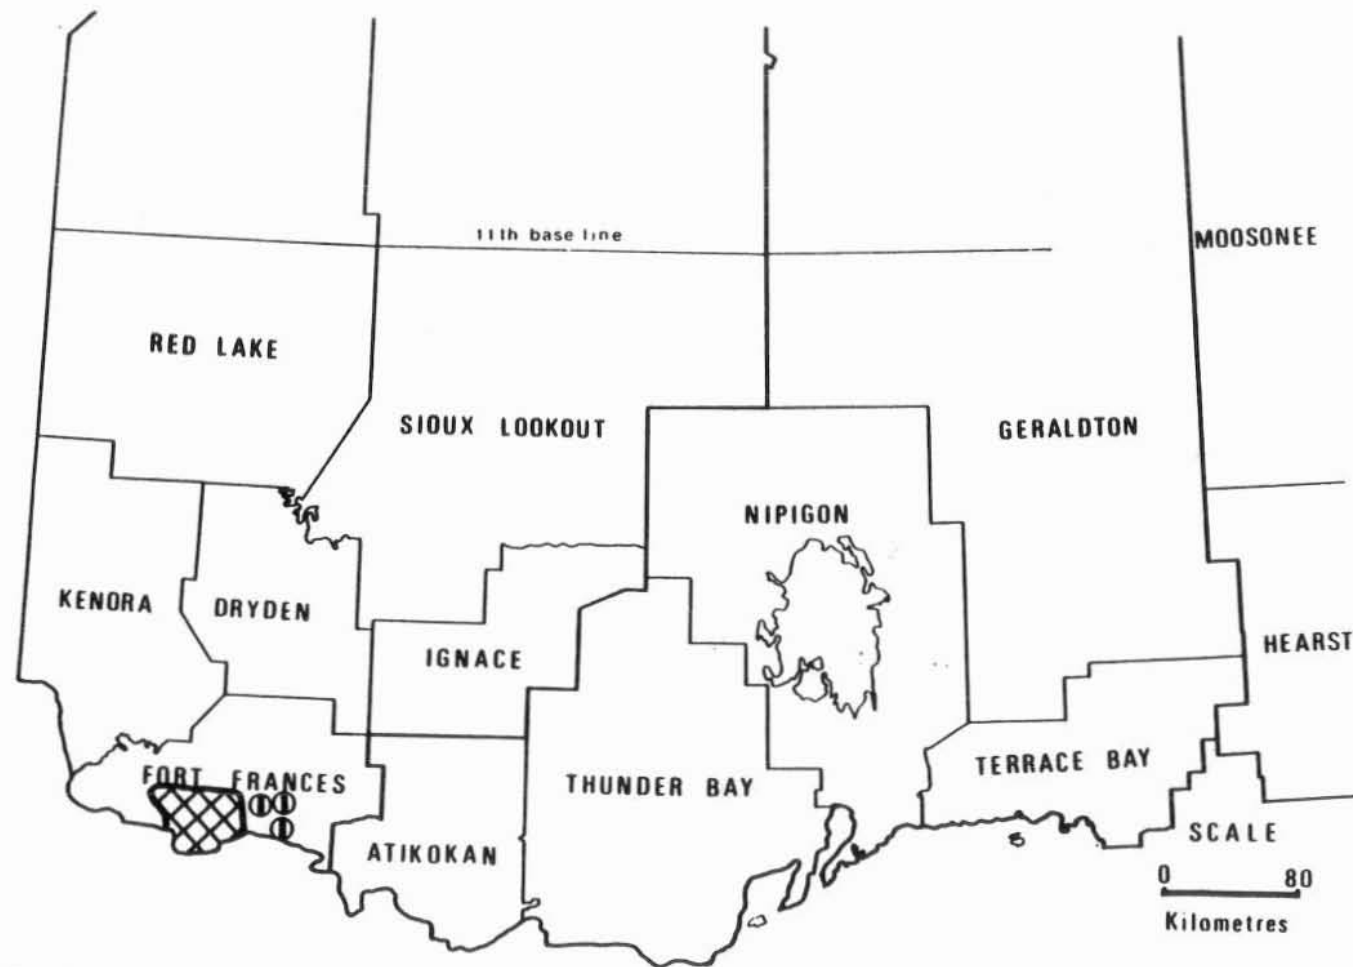 11th base line
MOOSONEE
RED LAKE
SIOUX LOOKOUT
GERALDTON
NIPIGON
KENORA
DRYDEN
IGNACE
HEARST
FORT FRANCES
THUNDER BAY
TERRACE BAY
ATIKOKAN
SCALE
0 80
Kilometres